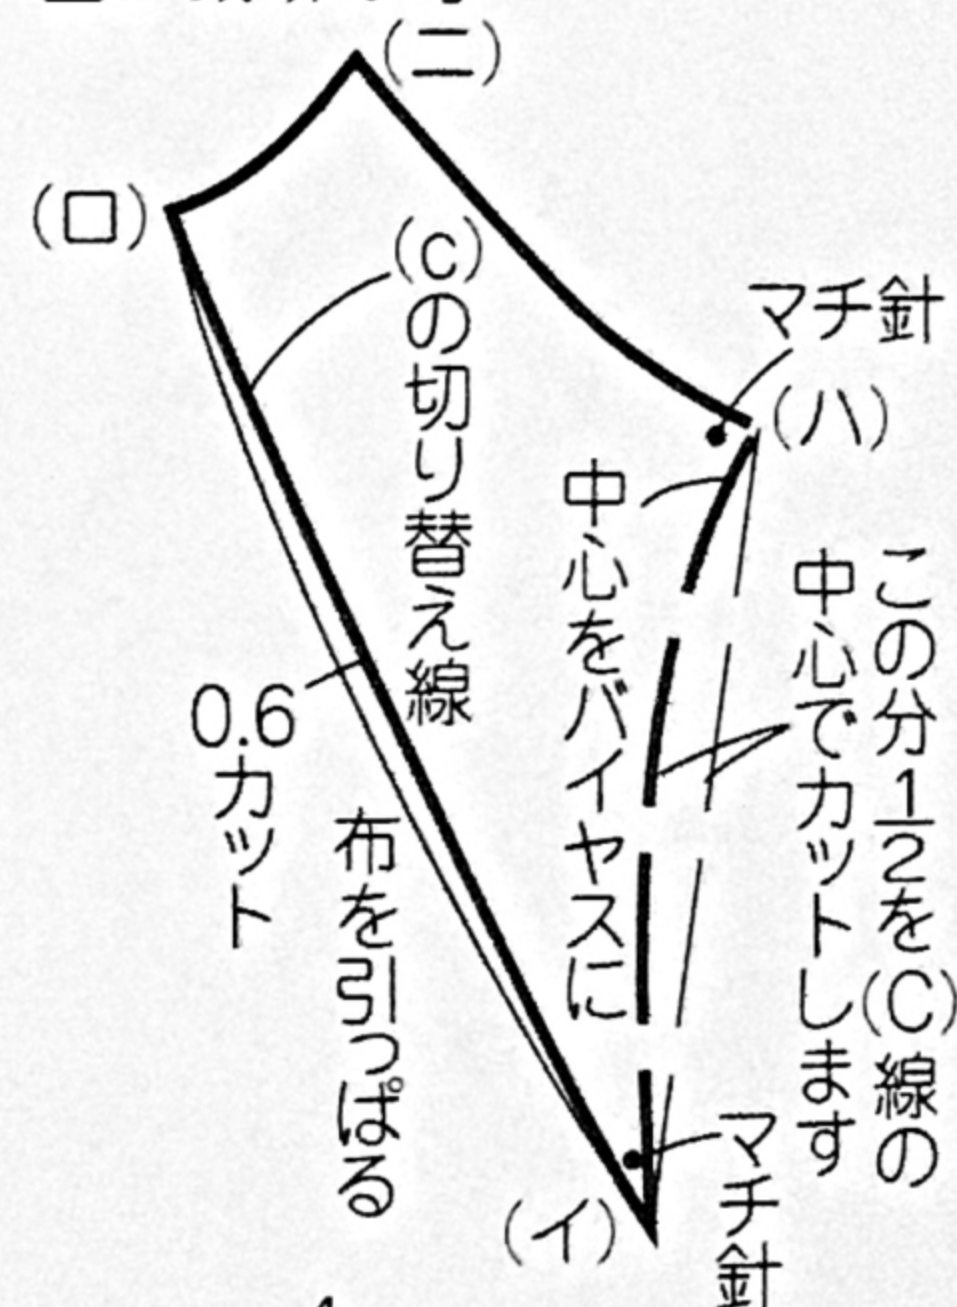 (ニ)
(ロ)
(c)の切り替え線
マチ針
(ハ)
中心をバイヤスに
この分1/2を(C)線の
中心でカットします
0.6
カット
布を引っぱる
マチ針
(イ)